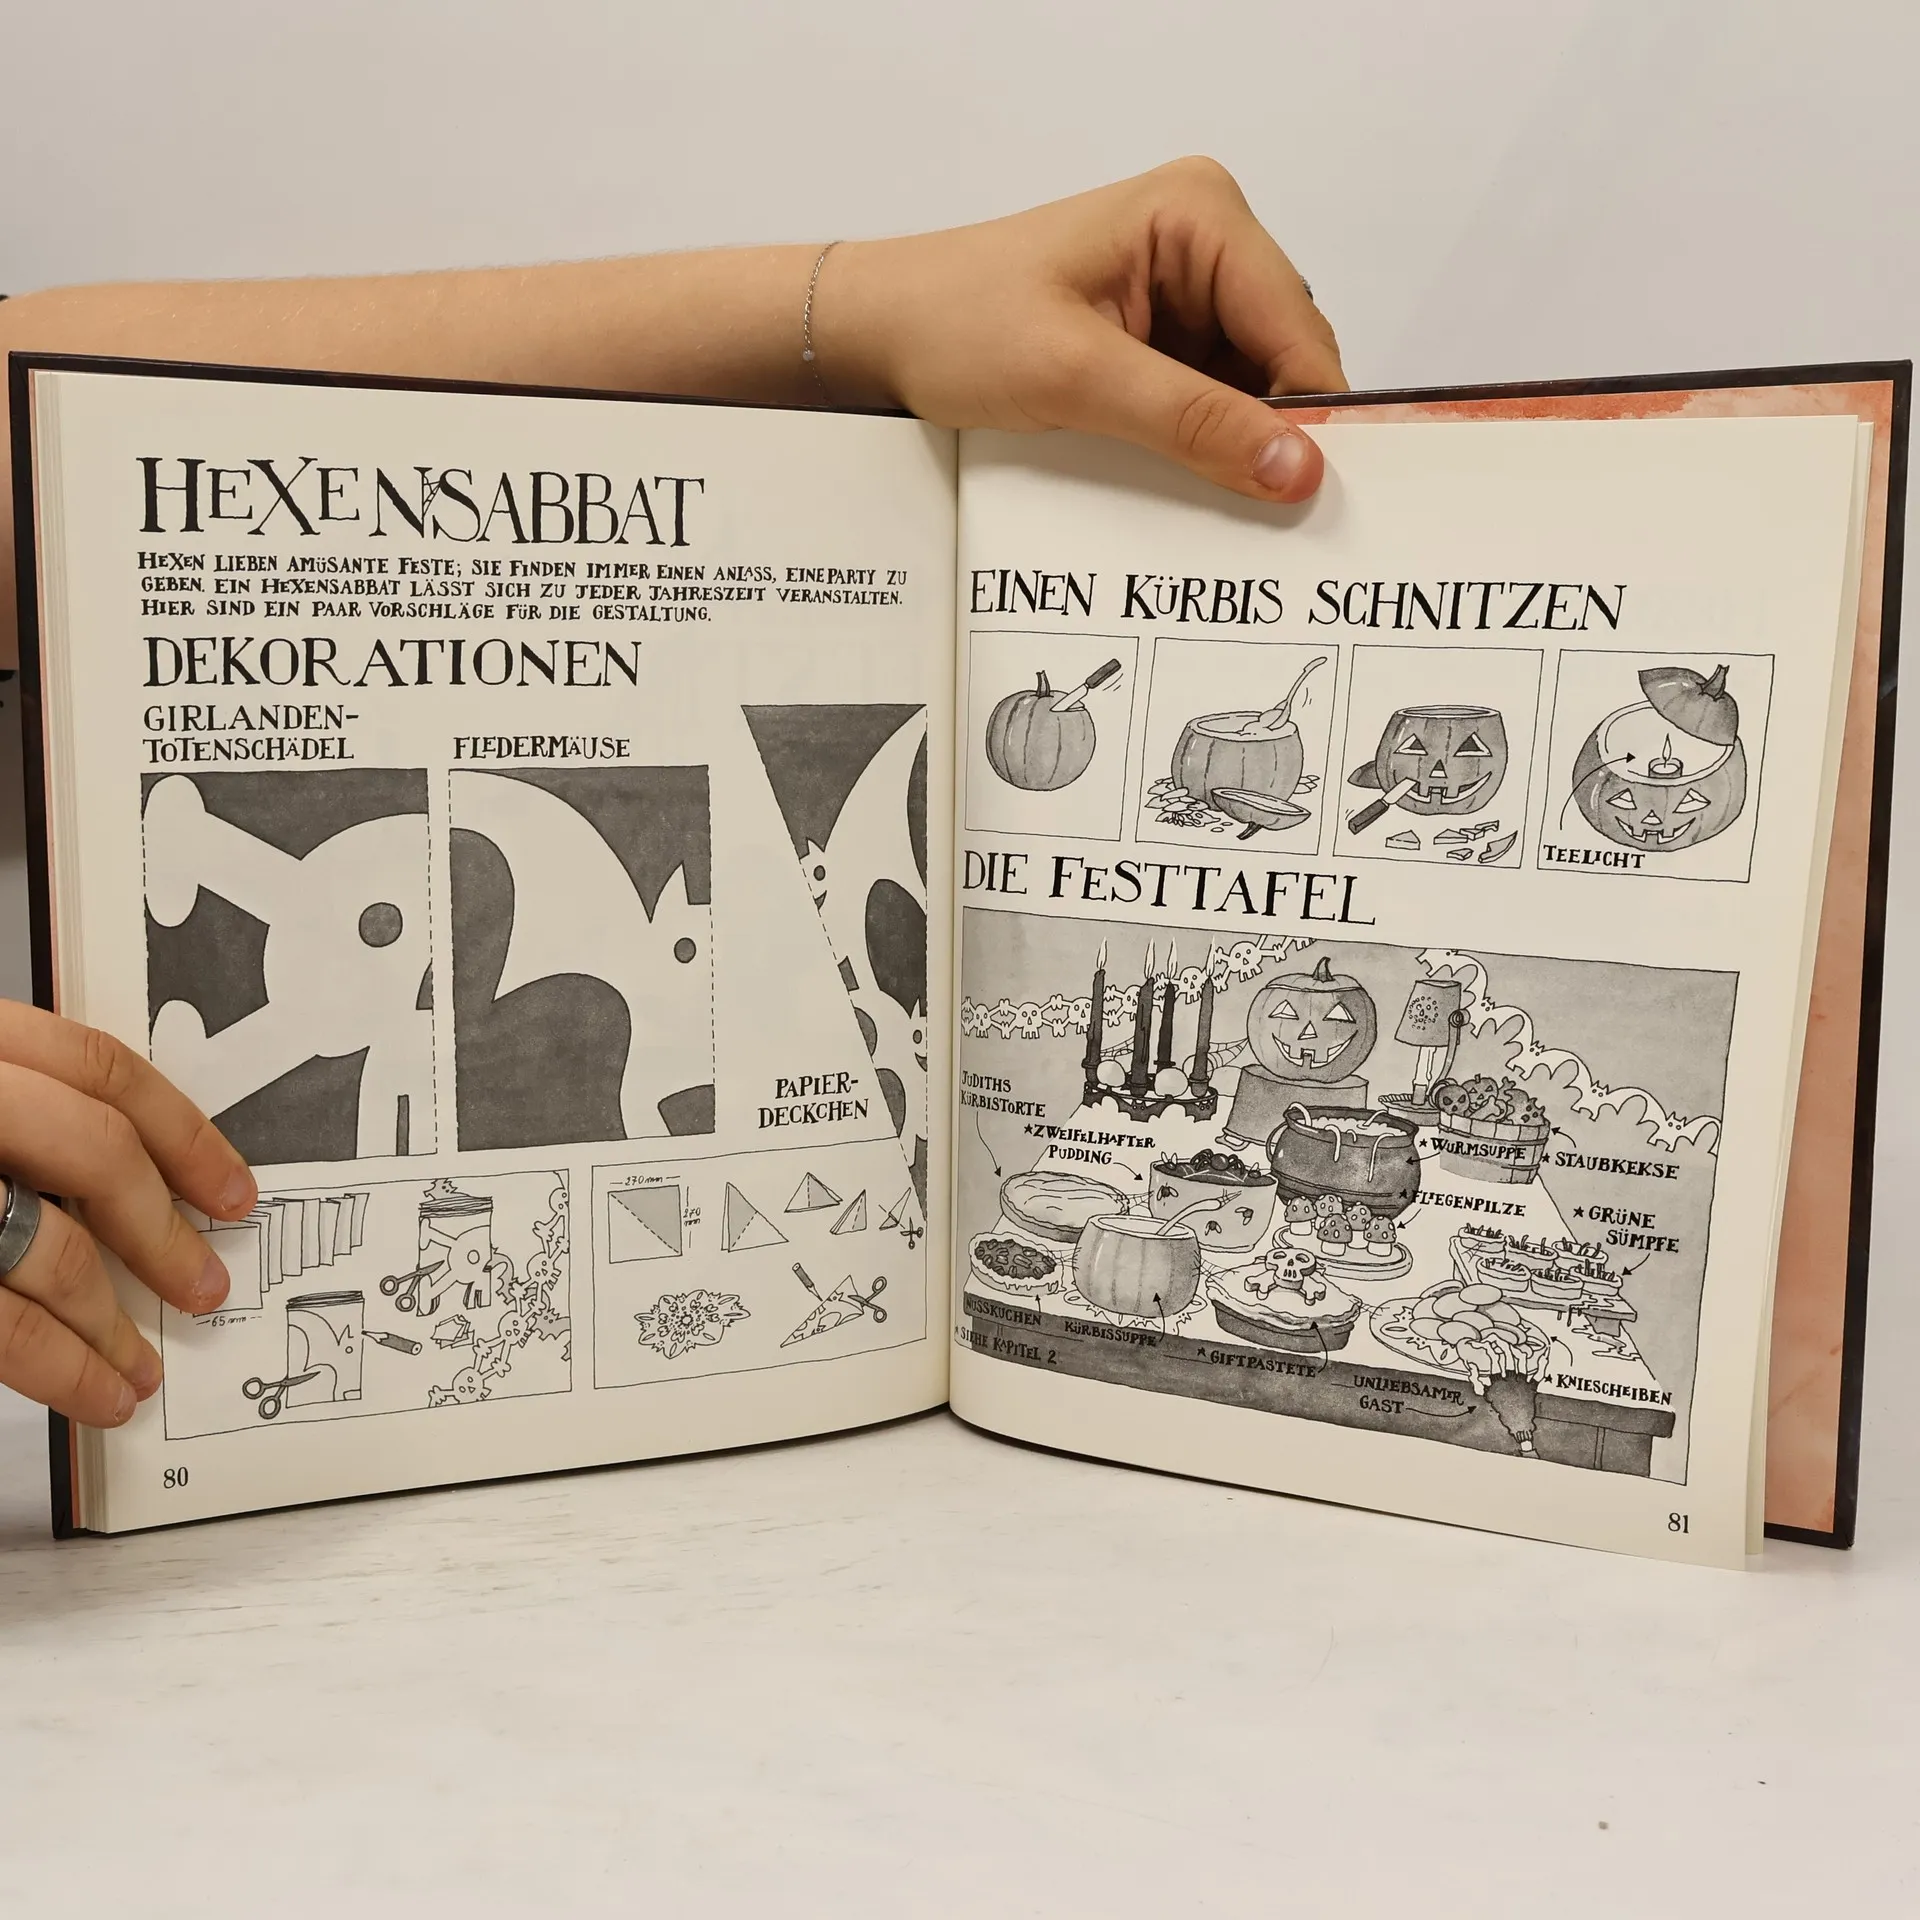 HEXENSABBAT
HEXEN LIEBEN AMÜSANTE FESTE; SIE FINDEN IMMER EINEN ANLASS, EINE PARTY ZU
GEBEN. EIN HEXENSABBAT LÄSST SICH ZU JEDER JAHRESZEIT VERANSTALTEN.
HIER SIND EIN PAAR VORSCHLÄGE FÜR DIE GESTALTUNG.
DEKORATIONEN
GIRLANDEN-
TOTENSCHÄDEL
FLEDERMÄUSE
PAPIER-
DECKCHEN
65 mm
270 mm
270
mm
80
EINEN KÜRBIS SCHNITZEN
TEELICHT
DIE FESTTAFEL
JUDITHS
KÜRBISTORTE
★ZWEIFELHAFTER
PUDDING
★WURMSUPPE
★STAUBKEKSE
★FLIEGENPILZE
★GRÜNE
SÜMPFE
NUSSKUCHEN
KÜRBISSUPPE
★GIFTPASTETE
UNLIEBSAMER
GAST
★KNIESCHEIBEN
★SIEHE KAPITEL 2
81